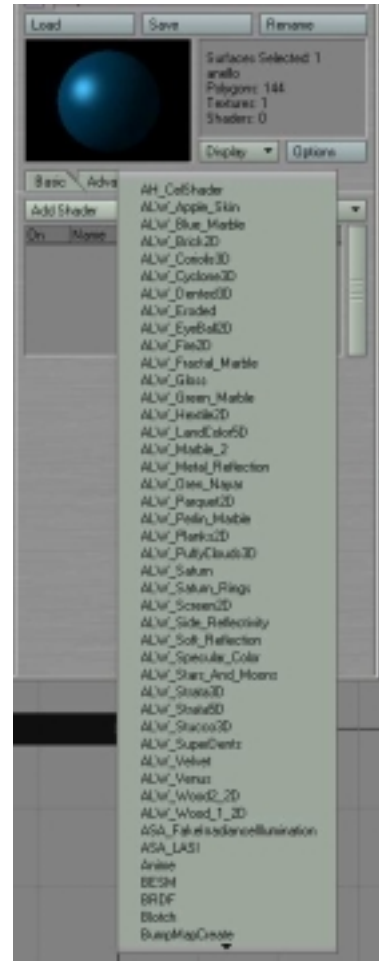 Load Save Rename
Surfaces Selected: 1
anello
Polygons: 144
Textures: 1
Shaders: 0
Display Options
Basic Adva
Add Shader
On Name
AH_CelShader
ALW_Apple_Skin
ALW_Blue_Marble
ALW_Brick2D
ALW_Coriolis3D
ALW_Cyclone3D
ALW_Dented3D
ALW_Eroded
ALW_EyeBall2D
ALW_Fire2D
ALW_Fractal_Marble
ALW_Glass
ALW_Green_Marble
ALW_Hextile2D
ALW_LandColor5D
ALW_Marble_2
ALW_Metal_Reflection
ALW_Oren_Nayar
ALW_Parquet2D
ALW_Perlin_Marble
ALW_Planks2D
ALW_PuffyClouds3D
ALW_Saturn
ALW_Saturn_Rings
ALW_Screen2D
ALW_Side_Reflectivity
ALW_Soft_Reflection
ALW_Specular_Color
ALW_Stars_And_Moons
ALW_Strata3D
ALW_Strata5D
ALW_Stucco3D
ALW_SuperDents
ALW_Velvet
ALW_Venus
ALW_Wood2_2D
ALW_Wood_1_2D
ASA_FakeIrradianceIllumination
ASA_LASI
Anime
BESM
BRDF
Blotch
BumpMapCreate